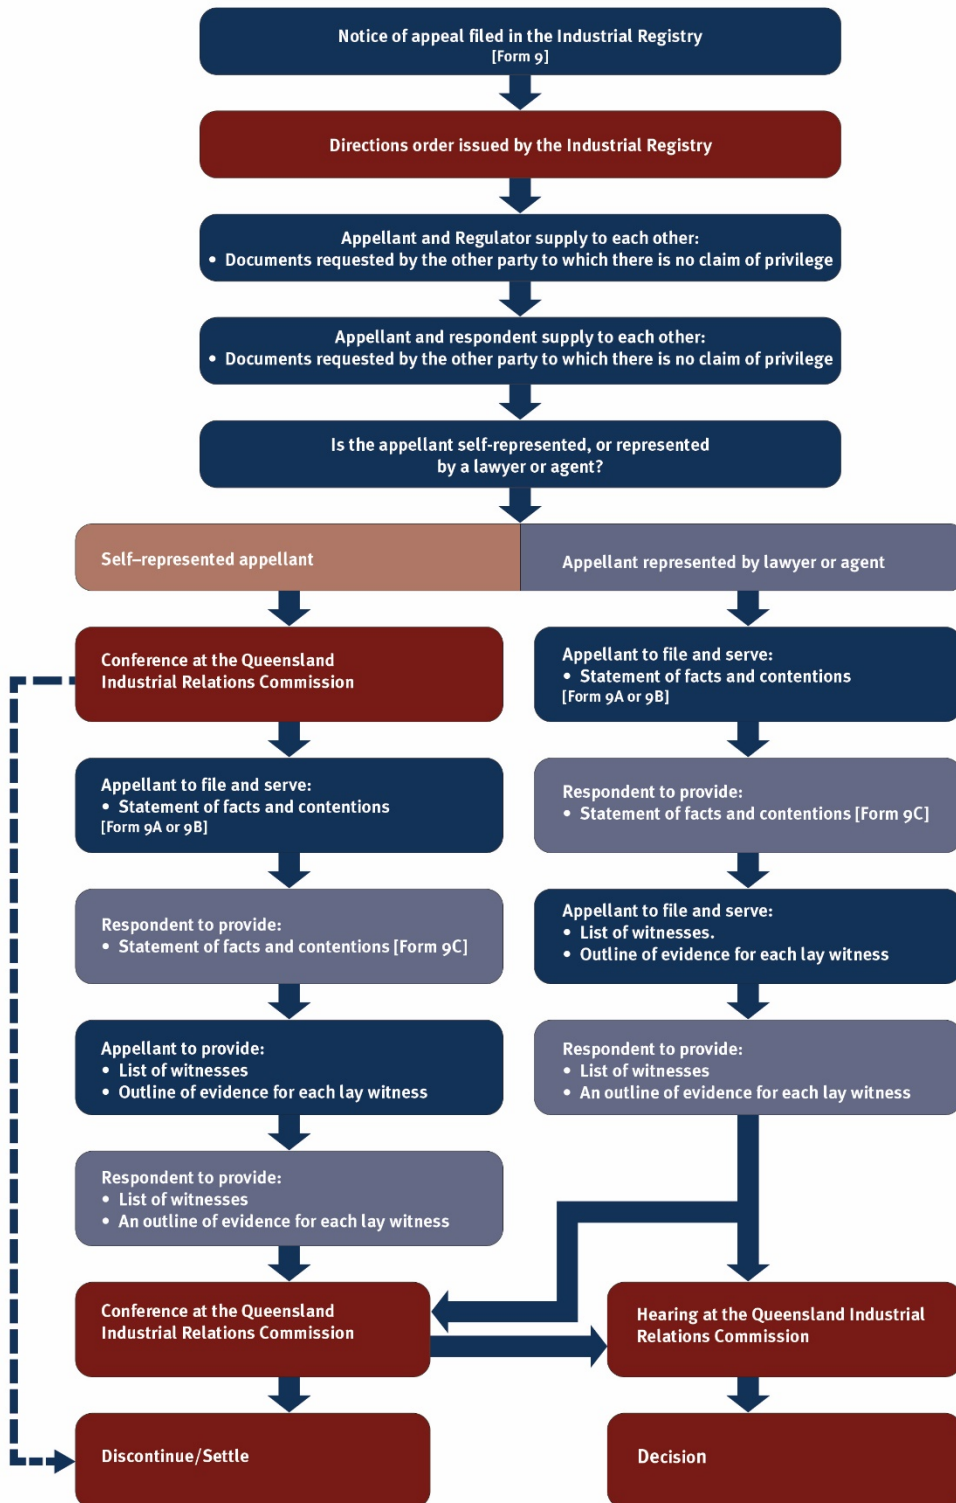 Notice of appeal filed in the Industrial Registry
[Form 9]
Directions order issued by the Industrial Registry
Appellant and Regulator supply to each other:
• Documents requested by the other party to which there is no claim of privilege
Appellant and respondent supply to each other:
• Documents requested by the other party to which there is no claim of privilege
Is the appellant self-represented, or represented
by a lawyer or agent?
Self–represented appellant
Appellant represented by lawyer or agent
Conference at the Queensland
Industrial Relations Commission
Appellant to file and serve:
• Statement of facts and contentions
[Form 9A or 9B]
Respondent to provide:
• Statement of facts and contentions [Form 9C]
Appellant to provide:
• List of witnesses
• Outline of evidence for each lay witness
Respondent to provide:
• List of witnesses
• An outline of evidence for each lay witness
Conference at the Queensland
Industrial Relations Commission
Discontinue/Settle
Appellant to file and serve:
• Statement of facts and contentions
[Form 9A or 9B]
Respondent to provide:
• Statement of facts and contentions [Form 9C]
Appellant to file and serve:
• List of witnesses.
• Outline of evidence for each lay witness
Respondent to provide:
• List of witnesses
• An outline of evidence for each lay witness
Hearing at the Queensland Industrial
Relations Commission
Decision